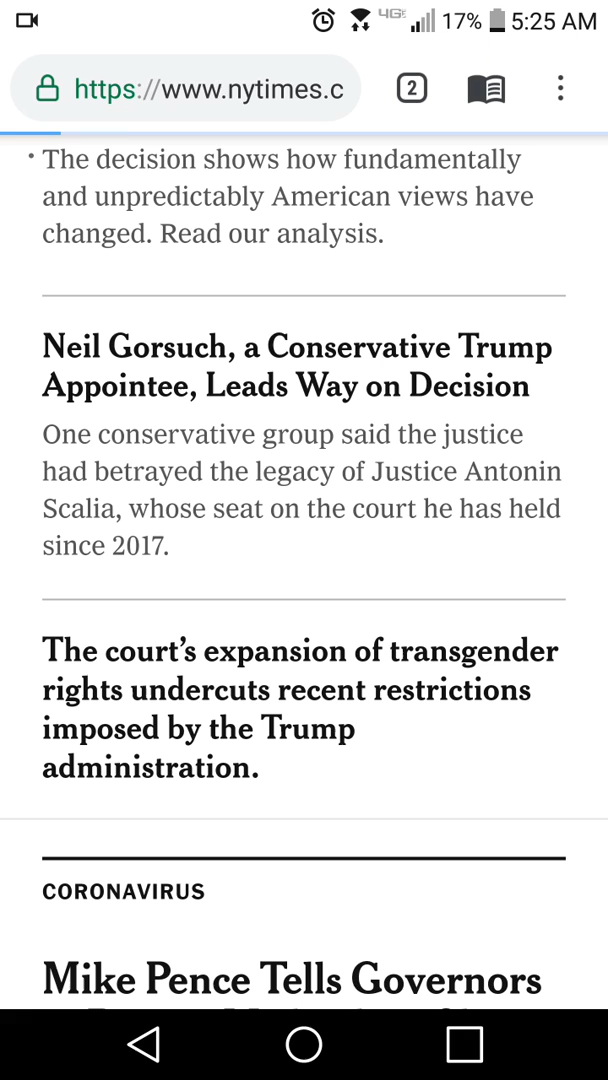 4GE 17% 5:25 AM
https://www.nytimes.c 2
• The decision shows how fundamentally
and unpredictably American views have
changed. Read our analysis.
Neil Gorsuch, a Conservative Trump
Appointee, Leads Way on Decision
One conservative group said the justice
had betrayed the legacy of Justice Antonin
Scalia, whose seat on the court he has held
since 2017.
The court’s expansion of transgender
rights undercuts recent restrictions
imposed by the Trump
administration.
CORONAVIRUS
Mike Pence Tells Governors